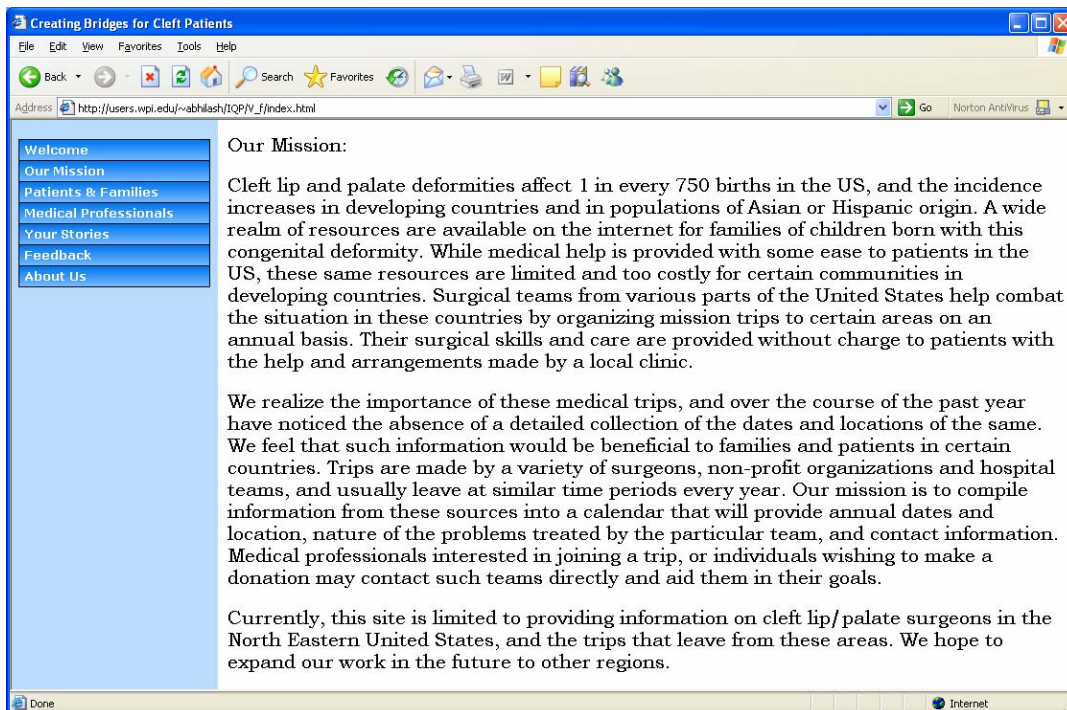 Creating Bridges for Cleft Patients
File Edit View Favorites Tools Help
Back Search Favorites
Address http://users.wpi.edu/~abhilash/IQP/V_f/index.html Go Norton AntiVirus
Welcome
Our Mission
Patients & Families
Medical Professionals
Your Stories
Feedback
About Us
Our Mission:
Cleft lip and palate deformities affect 1 in every 750 births in the US, and the incidence
increases in developing countries and in populations of Asian or Hispanic origin. A wide
realm of resources are available on the internet for families of children born with this
congenital deformity. While medical help is provided with some ease to patients in the
US, these same resources are limited and too costly for certain communities in
developing countries. Surgical teams from various parts of the United States help combat
the situation in these countries by organizing mission trips to certain areas on an
annual basis. Their surgical skills and care are provided without charge to patients with
the help and arrangements made by a local clinic.
We realize the importance of these medical trips, and over the course of the past year
have noticed the absence of a detailed collection of the dates and locations of the same.
We feel that such information would be beneficial to families and patients in certain
countries. Trips are made by a variety of surgeons, non-profit organizations and hospital
teams, and usually leave at similar time periods every year. Our mission is to compile
information from these sources into a calendar that will provide annual dates and
location, nature of the problems treated by the particular team, and contact information.
Medical professionals interested in joining a trip, or individuals wishing to make a
donation may contact such teams directly and aid them in their goals.
Currently, this site is limited to providing information on cleft lip/palate surgeons in the
North Eastern United States, and the trips that leave from these areas. We hope to
expand our work in the future to other regions.
Done Internet